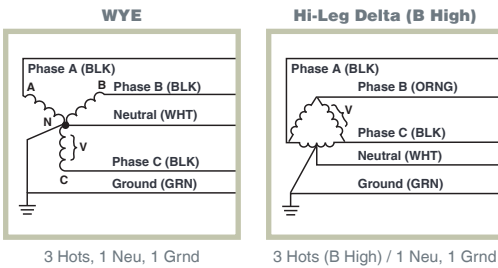 WYE
Phase A (BLK)
A
B
Phase B (BLK)
Neutral (WHT)
N
V
Phase C (BLK)
C
Ground (GRN)
3 Hots, 1 Neu, 1 Grnd
Hi-Leg Delta (B High)
Phase A (BLK)
Phase B (ORNG)
V
Phase C (BLK)
Neutral (WHT)
Ground (GRN)
3 Hots (B High) / 1 Neu, 1 Grnd